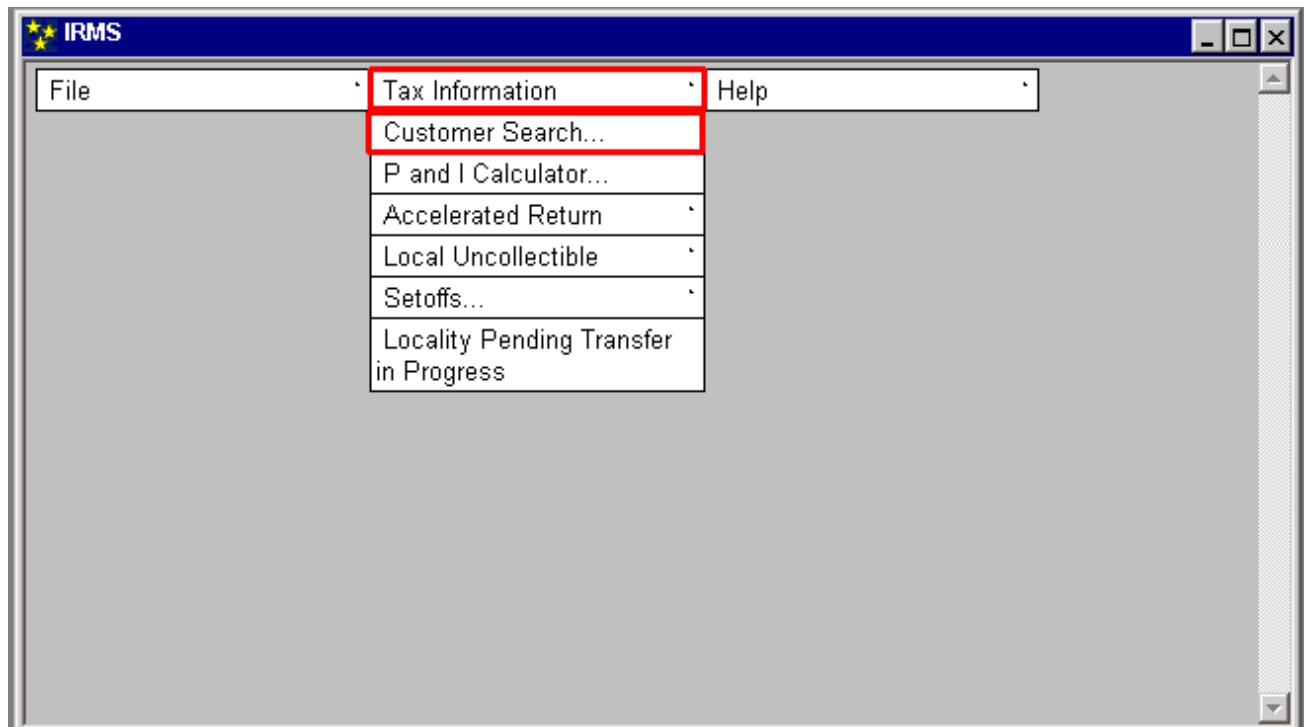 IRMS
File
Tax Information
Help
Customer Search...
P and I Calculator...
Accelerated Return
Local Uncollectible
Setoffs...
Locality Pending Transfer
in Progress